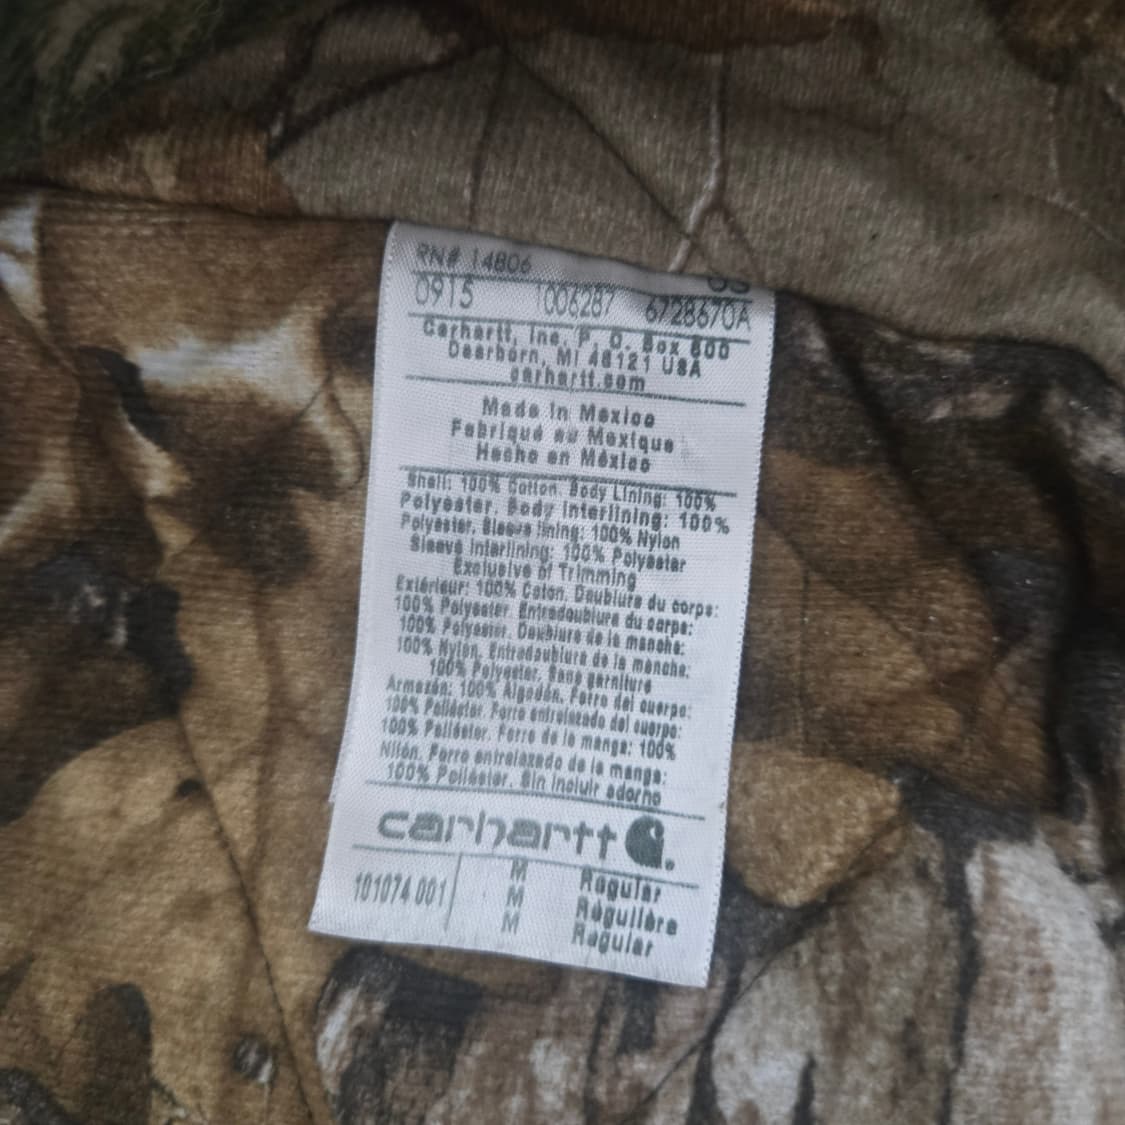 RN# 14806
0915 1006287 6728670A
Carhartt, Inc. P. O. Box 600
Dearborn, MI 48121 USA
carhartt.com
Made in Mexico
Fabriqué au Mexique
Hecho en México
Shell: 100% Cotton. Body Lining: 100%
Polyester. Body Interlining: 100%
Polyester. Sleeve lining: 100% Nylon
Sleeve Interlining: 100% Polyester
Exclusive of Trimming
Extérieur: 100% Coton. Doublure du corps:
100% Polyester. Entredoublure du corps:
100% Polyester. Doublure de la manche:
100% Nylon. Entredoublure de la manche:
100% Polyester. Sans garniture
Armazón: 100% Algodón. Forro del cuerpo:
100% Poliéster. Forro entrelazado del cuerpo:
100% Poliéster. Forro de la manga: 100%
Nilón. Forro entrelazado de la manga:
100% Poliéster. Sin incluir adorno
carhartt
101074 001 M Regular
M Régulière
M Regular